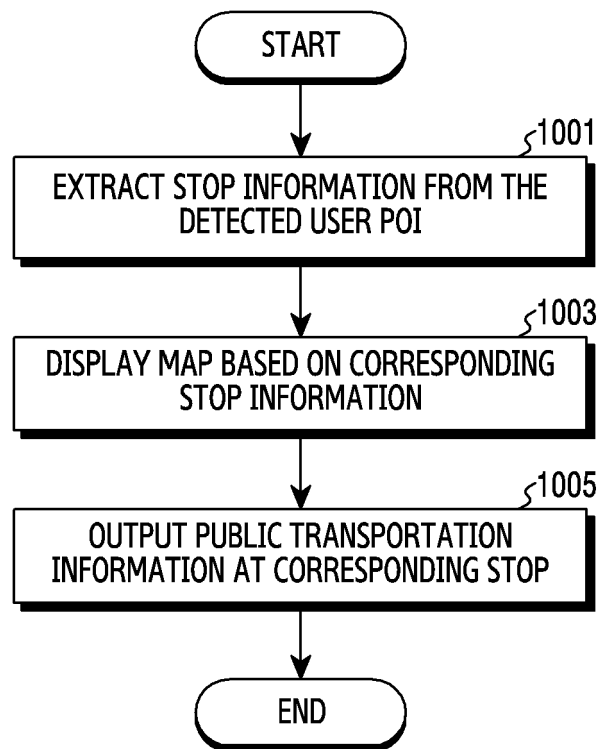 START
1001
EXTRACT STOP INFORMATION FROM THE
DETECTED USER POI
1003
DISPLAY MAP BASED ON CORRESPONDING
STOP INFORMATION
1005
OUTPUT PUBLIC TRANSPORTATION
INFORMATION AT CORRESPONDING STOP
END